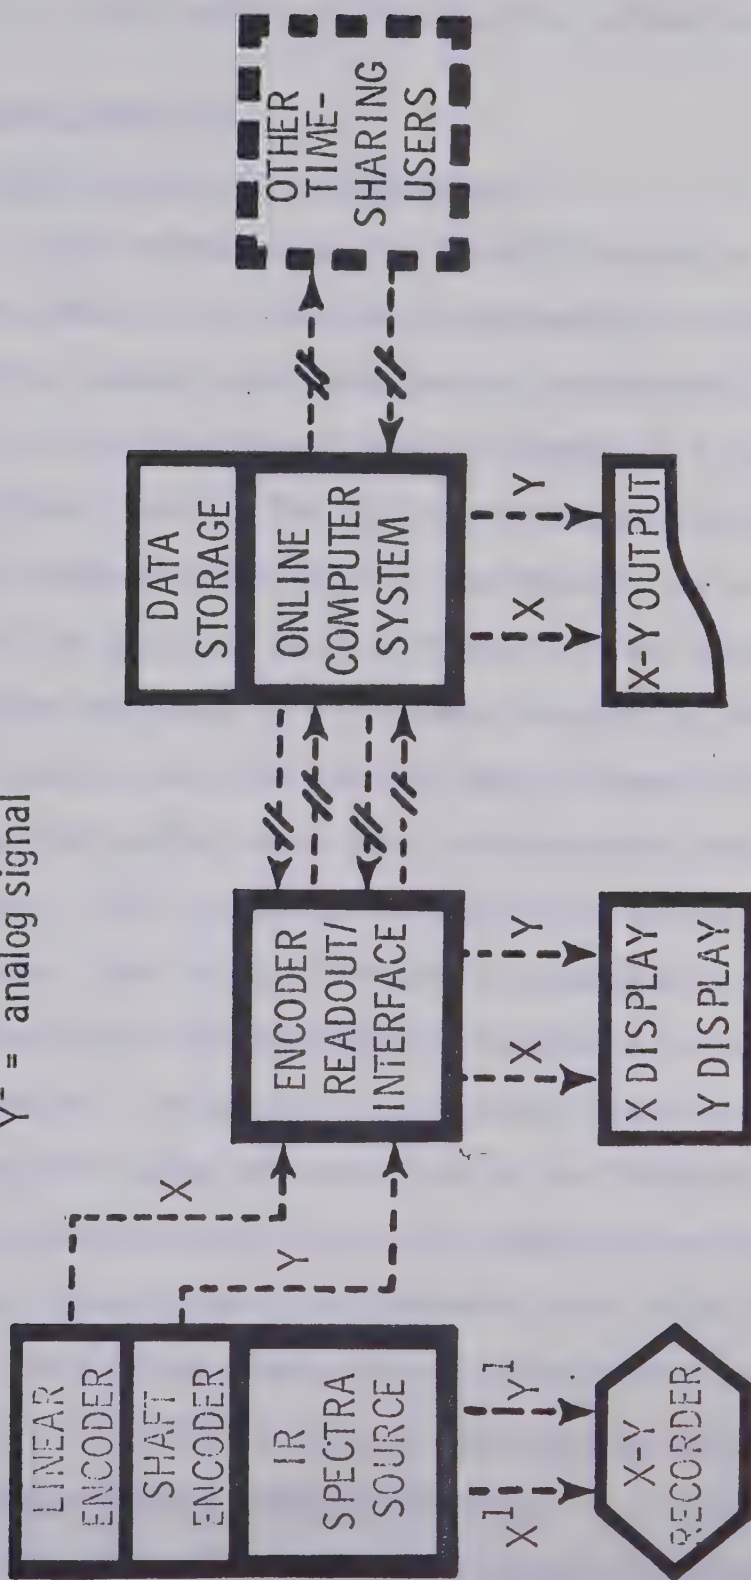 Y¹ = analog signal
LINEAR
ENCODER
SHAFT
ENCODER
IR
SPECTRA
SOURCE
X
Y
X¹
Y¹
X-Y
RECORDER
ENCODER
READOUT/
INTERFACE
X
Y
X DISPLAY
Y DISPLAY
DATA
STORAGE
ONLINE
COMPUTER
SYSTEM
X
Y
X-Y OUTPUT
OTHER
TIME-
SHARING
USERS